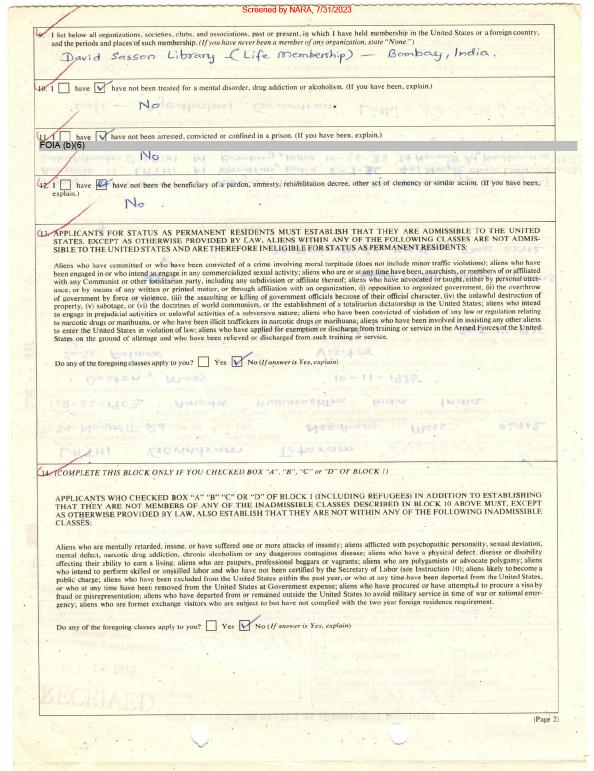 Screened by NARA, 7/31/2023
9. I list below all organizations, societies, clubs, and associations, past or present, in which I have held membership in the United States or a foreign country,
and the periods and places of such membership. (If you have never been a member of any organization, state "None.")
David Sasson Library - (Life Membership) - Bombay, India.
10. I have have not been treated for a mental disorder, drug addiction or alcoholism. (If you have been, explain.)
No
11. I have have not been arrested, convicted or confined in a prison. (If you have been, explain.)
FOIA (b)(6)
No
12. I have have not been the beneficiary of a pardon, amnesty, rehabilitation decree, other act of clemency or similar action. (If you have been,
explain.)
No.
13. APPLICANTS FOR STATUS AS PERMANENT RESIDENTS MUST ESTABLISH THAT THEY ARE ADMISSIBLE TO THE UNITED
STATES. EXCEPT AS OTHERWISE PROVIDED BY LAW, ALIENS WITHIN ANY OF THE FOLLOWING CLASSES ARE NOT ADMIS-
SIBLE TO THE UNITED STATES AND ARE THEREFORE INELIGIBLE FOR STATUS AS PERMANENT RESIDENTS:
Aliens who have committed or who have been convicted of a crime involving moral turpitude (does not include minor traffic violations); aliens who have
been engaged in or who intend to engage in any commercialized sexual activity; aliens who are or at any time have been, anarchists, or members of or affiliated
with any Communist or other totalitarian party, including any subdivision or affiliate thereof; aliens who have advocated or taught, either by personal utter-
ance, or by means of any written or printed matter, or through affiliation with an organization, (i) opposition to organized government, (ii) the overthrow
of government by force or violence, (iii) the assaulting or killing of government officials because of their official character, (iv) the unlawful destruction of
property, (v) sabotage, or (vi) the doctrines of world communism, or the establishment of a totalitarian dictatorship in the United States; aliens who intend
to engage in prejudicial activities or unlawful activities of a subversive nature; aliens who have been convicted of violation of any law or regulation relating
to narcotic drugs or marihuana, or who have been illicit traffickers in narcotic drugs or marihuana; aliens who have been involved in assisting any other aliens
to enter the United States in violation of law; aliens who have applied for exemption or discharge from training or service in the Armed Forces of the United
States on the ground of alienage and who have been relieved or discharged from such training or service.
Do any of the foregoing classes apply to you? Yes No (If answer is Yes, explain)
14. (COMPLETE THIS BLOCK ONLY IF YOU CHECKED BOX "A", "B", "C" or "D" OF BLOCK 1)
APPLICANTS WHO CHECKED BOX "A" "B" "C" OR "D" OF BLOCK 1 (INCLUDING REFUGEES) IN ADDITION TO ESTABLISHING
THAT THEY ARE NOT MEMBERS OF ANY OF THE INADMISSIBLE CLASSES DESCRIBED IN BLOCK 10 ABOVE MUST, EXCEPT
AS OTHERWISE PROVIDED BY LAW, ALSO ESTABLISH THAT THEY ARE NOT WITHIN ANY OF THE FOLLOWING INADMISSIBLE
CLASSES:
Aliens who are mentally retarded, insane, or have suffered one or more attacks of insanity; aliens afflicted with psychopathic personality, sexual deviation,
mental defect, narcotic drug addiction, chronic alcoholism or any dangerous contagious disease; aliens who have a physical defect, disease or disability
affecting their ability to earn a living; aliens who are paupers, professional beggars or vagrants; aliens who are polygamists or advocate polygamy; aliens
who intend to perform skilled or unskilled labor and who have not been certified by the Secretary of Labor (see Instruction 10); aliens likely to become a
public charge; aliens who have been excluded from the United States within the past year, or who at any time have been deported from the United States,
or who at any time have been removed from the United States at Government expense; aliens who have procured or have attempted to procure a visa by
fraud or misrepresentation; aliens who have departed from or remained outside the United States to avoid military service in time of war or national emer-
gency; aliens who are former exchange visitors who are subject to but have not complied with the two year foreign residence requirement.
Do any of the foregoing classes apply to you? Yes No (If answer is Yes, explain)
(Page 2)